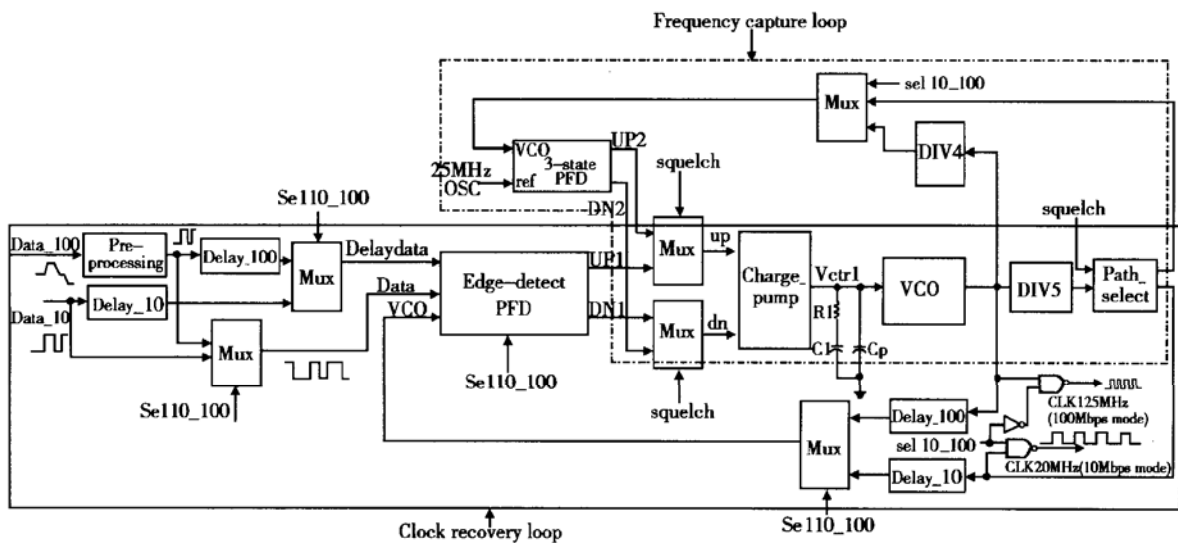 Frequency capture loop
sel 10_100
Mux
DIV4
VCO
3-state
PFD
ref
25MHz
OSC
UP2
DN2
squelch
squelch
Se110_100
Data_100
Pre-
processing
Delay_100
Mux
Delaydata
Data
VCO
Edge-detect
PFD
UP1
DN1
Mux
up
Charge_
pump
Vctr1
VCO
DIV5
Path_
select
R1
C1
Cp
Data_10
Delay_10
Mux
Se110_100
Se110_100
Mux
dn
squelch
Mux
Delay_100
CLK125MHz
(100Mbps mode)
sel 10_100
Delay_10
CLK20MHz(10Mbps mode)
Se110_100
Clock recovery loop